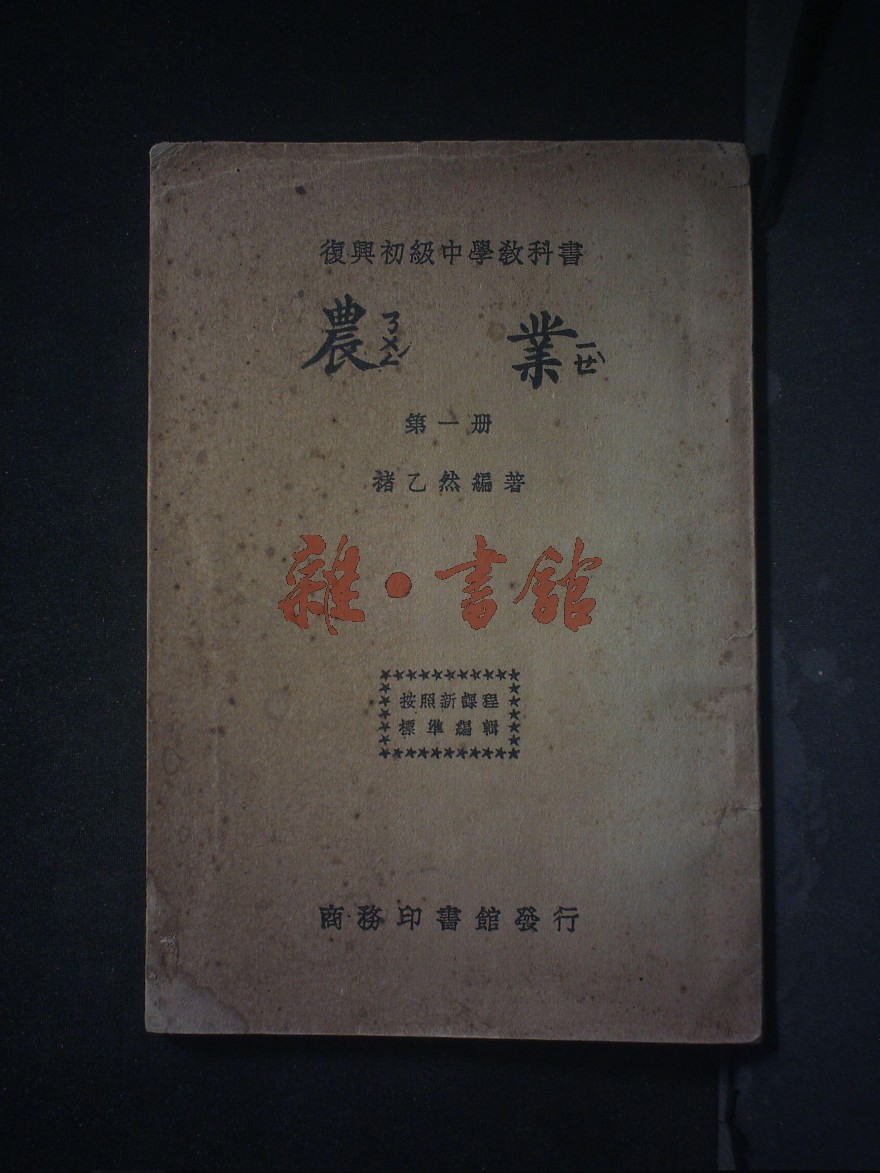 復興初級中學教科書
農ㄋㄨㄥˊ 業ㄧㄝˋ
第一册
褚乙然編著
雜·書館
按照新課程
標準編輯
商務印書館發行